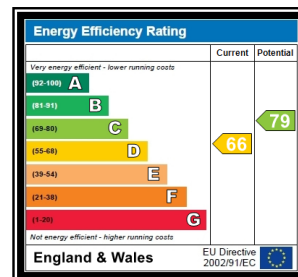 Energy Efficiency Rating
Current Potential
Very energy efficient - lower running costs
(92-100) A
(81-91) B
(69-80) C
79
(55-68) D
66
(39-54) E
(21-38) F
(1-20) G
Not energy efficient - higher running costs
England & Wales
EU Directive
2002/91/EC